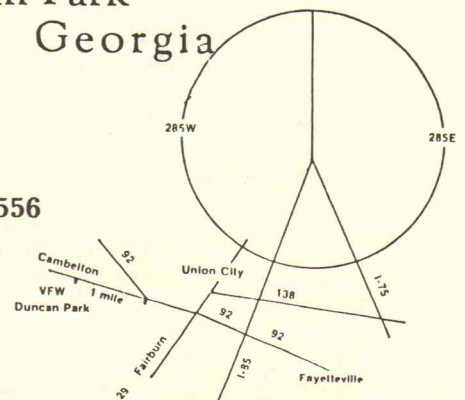 Park
Georgia
285W
285E
556
92
Cambelton
Union City
VFW
1 mile
Duncan Park
I-75
138
92
92
Fairburn
I-85
Fayetteville
29